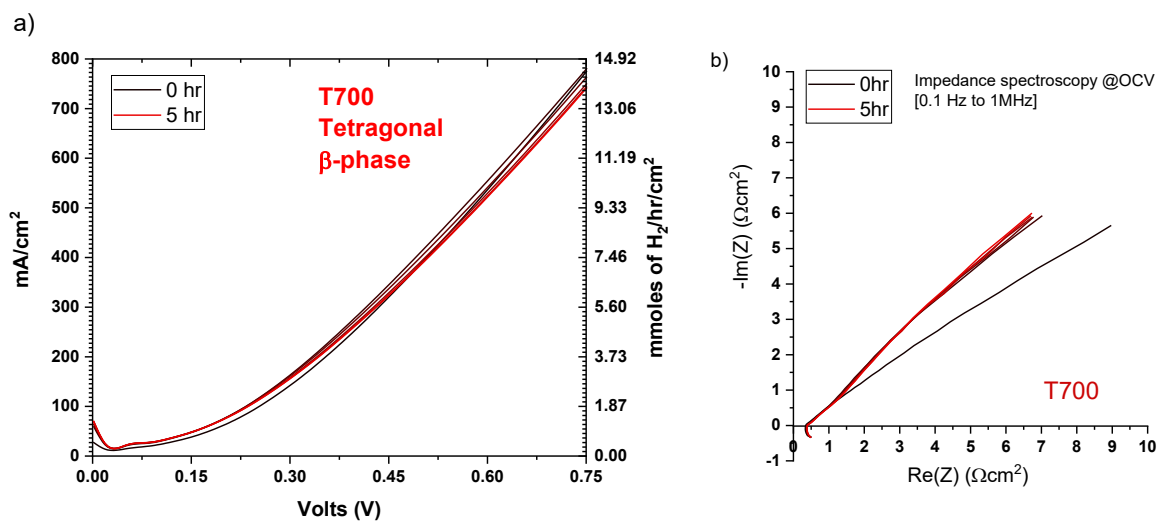 a)
800
700
600
500
400
300
200
100
0
mA/cm²
0 hr
5 hr
T700
Tetragonal
β-phase
14.92
13.06
11.19
9.33
7.46
5.60
3.73
1.87
0.00
mmoles of H₂/hr/cm²
0.00 0.15 0.30 0.45 0.60 0.75
Volts (V)
b)
10
9
8
7
6
5
4
3
2
1
0
-1
-Im(Z) (Ωcm²)
0hr
5hr
Impedance spectroscopy @OCV
[0.1 Hz to 1MHz]
T700
0 1 2 3 4 5 6 7 8 9 10
Re(Z) (Ωcm²)